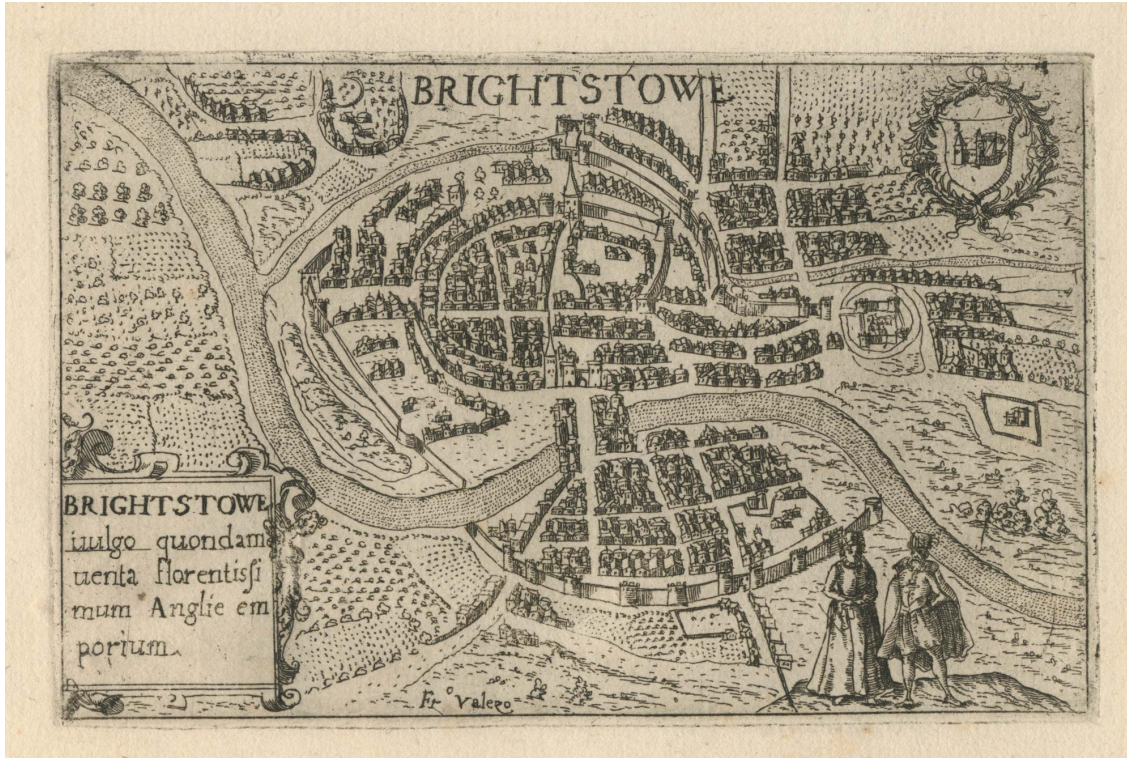 BRIGHTSTOWE
BRIGHTSTOWE
uulgo quondam
uenta florentissi
mum Anglie em
porium
Fr.º Valezo